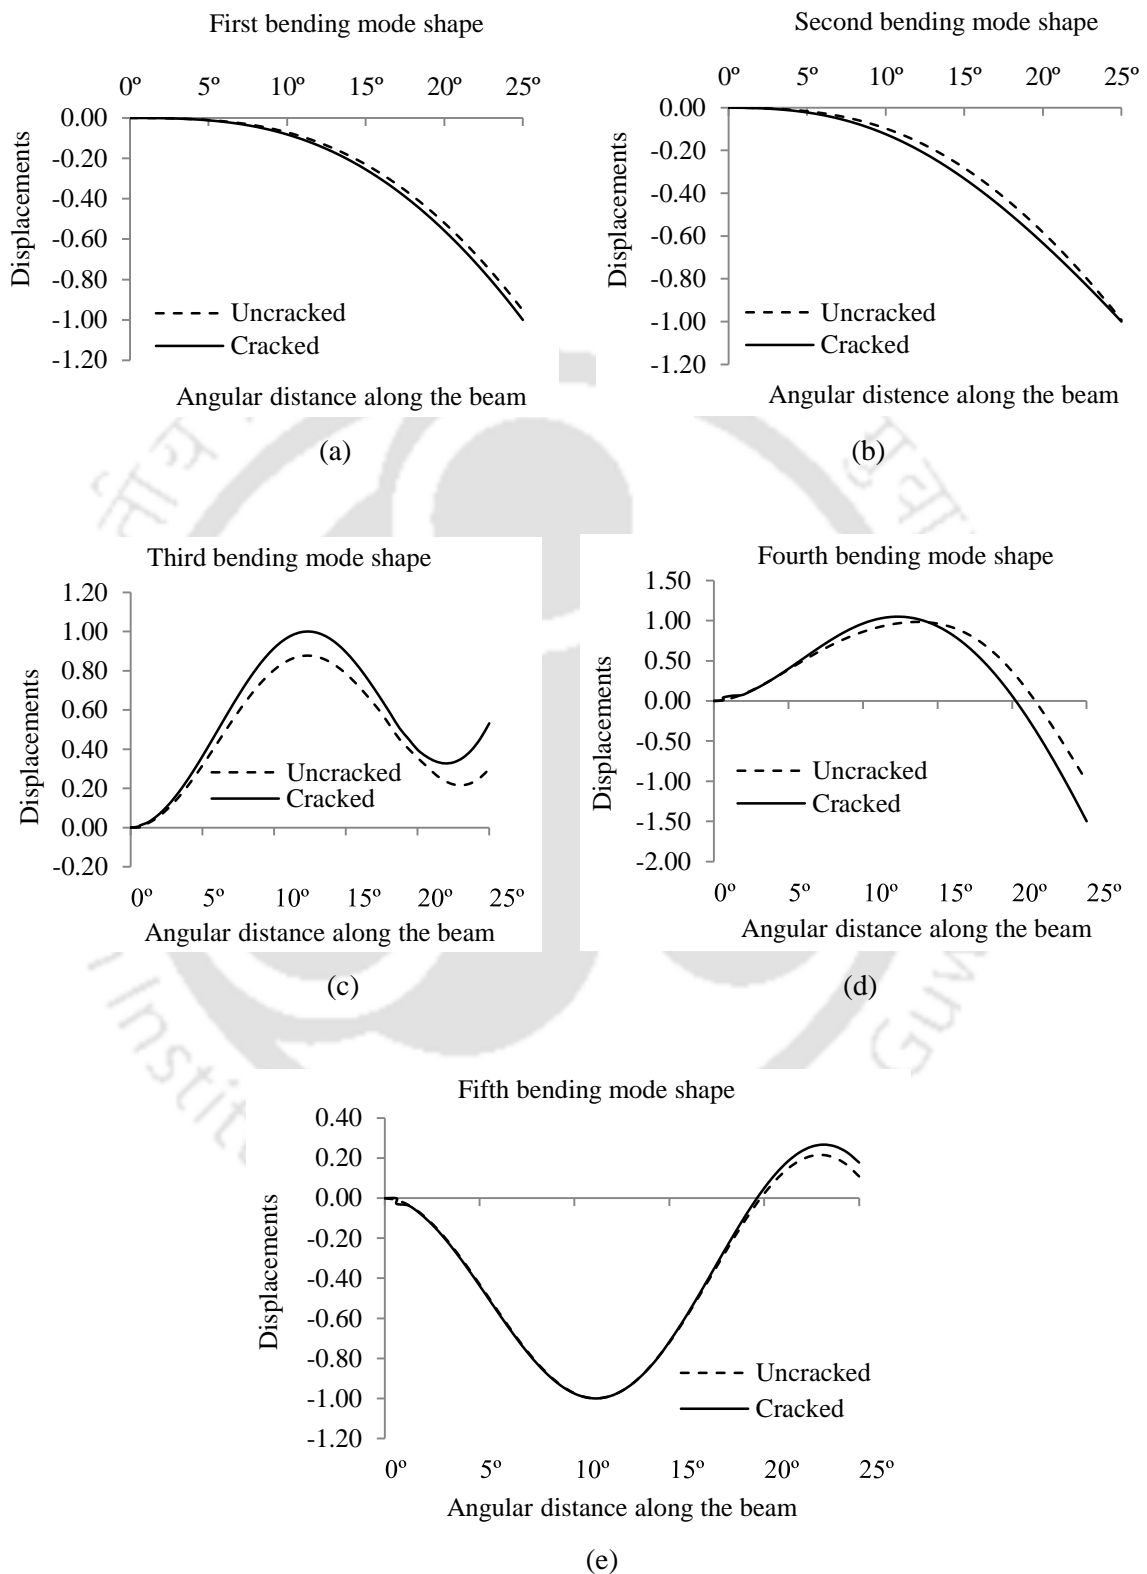 First bending mode shape
0º 5º 10º 15º 20º 25º
0.00
-0.20
-0.40
-0.60
-0.80
-1.00
-1.20
Displacements
Uncracked
Cracked
Angular distance along the beam
(a)
Second bending mode shape
0º 5º 10º 15º 20º 25º
0.00
-0.20
-0.40
-0.60
-0.80
-1.00
-1.20
Displacements
Uncracked
Cracked
Angular distence along the beam
(b)
Third bending mode shape
1.20
1.00
0.80
0.60
0.40
0.20
0.00
-0.20
Displacements
Uncracked
Cracked
0º 5º 10º 15º 20º 25º
Angular distance along the beam
(c)
Fourth bending mode shape
1.50
1.00
0.50
0.00
-0.50
-1.00
-1.50
-2.00
Displacements
Uncracked
Cracked
0º 5º 10º 15º 20º 25º
Angular distance along the beam
(d)
Fifth bending mode shape
0.40
0.20
0.00
-0.20
-0.40
-0.60
-0.80
-1.00
-1.20
Displacements
Uncracked
Cracked
0º 5º 10º 15º 20º 25º
Angular distance along the beam
(e)